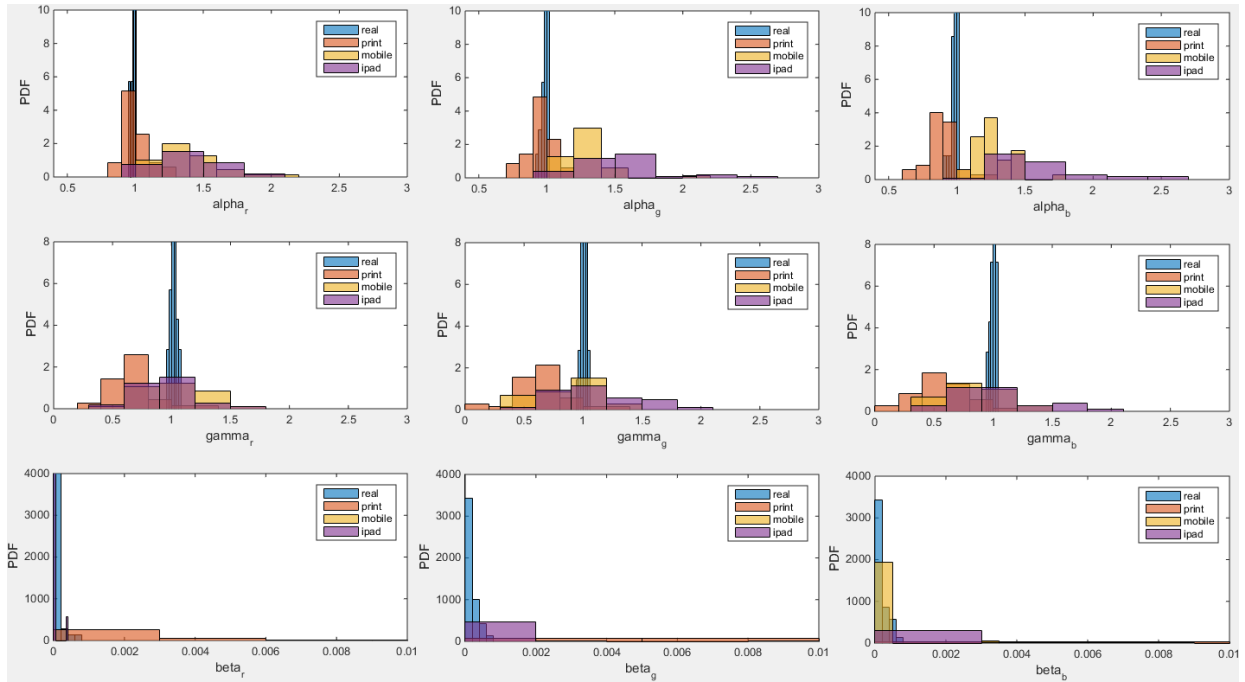 PDF
10
8
6
4
2
0
0.5 1 1.5 2 2.5 3
alpha_r
real
print
mobile
ipad
PDF
10
8
6
4
2
0
0.5 1 1.5 2 2.5 3
alpha_g
real
print
mobile
ipad
PDF
10
8
6
4
2
0
0.5 1 1.5 2 2.5 3
alpha_b
real
print
mobile
ipad
PDF
8
6
4
2
0
0 0.5 1 1.5 2 2.5 3
gamma_r
real
print
mobile
ipad
PDF
8
6
4
2
0
0 0.5 1 1.5 2 2.5 3
gamma_g
real
print
mobile
ipad
PDF
8
6
4
2
0
0 0.5 1 1.5 2 2.5 3
gamma_b
real
print
mobile
ipad
PDF
4000
3000
2000
1000
0
0 0.002 0.004 0.006 0.008 0.01
beta_r
real
print
mobile
ipad
PDF
4000
3000
2000
1000
0
0 0.002 0.004 0.006 0.008 0.01
beta_g
real
print
mobile
ipad
PDF
4000
3000
2000
1000
0
0 0.002 0.004 0.006 0.008 0.01
beta_b
real
print
mobile
ipad